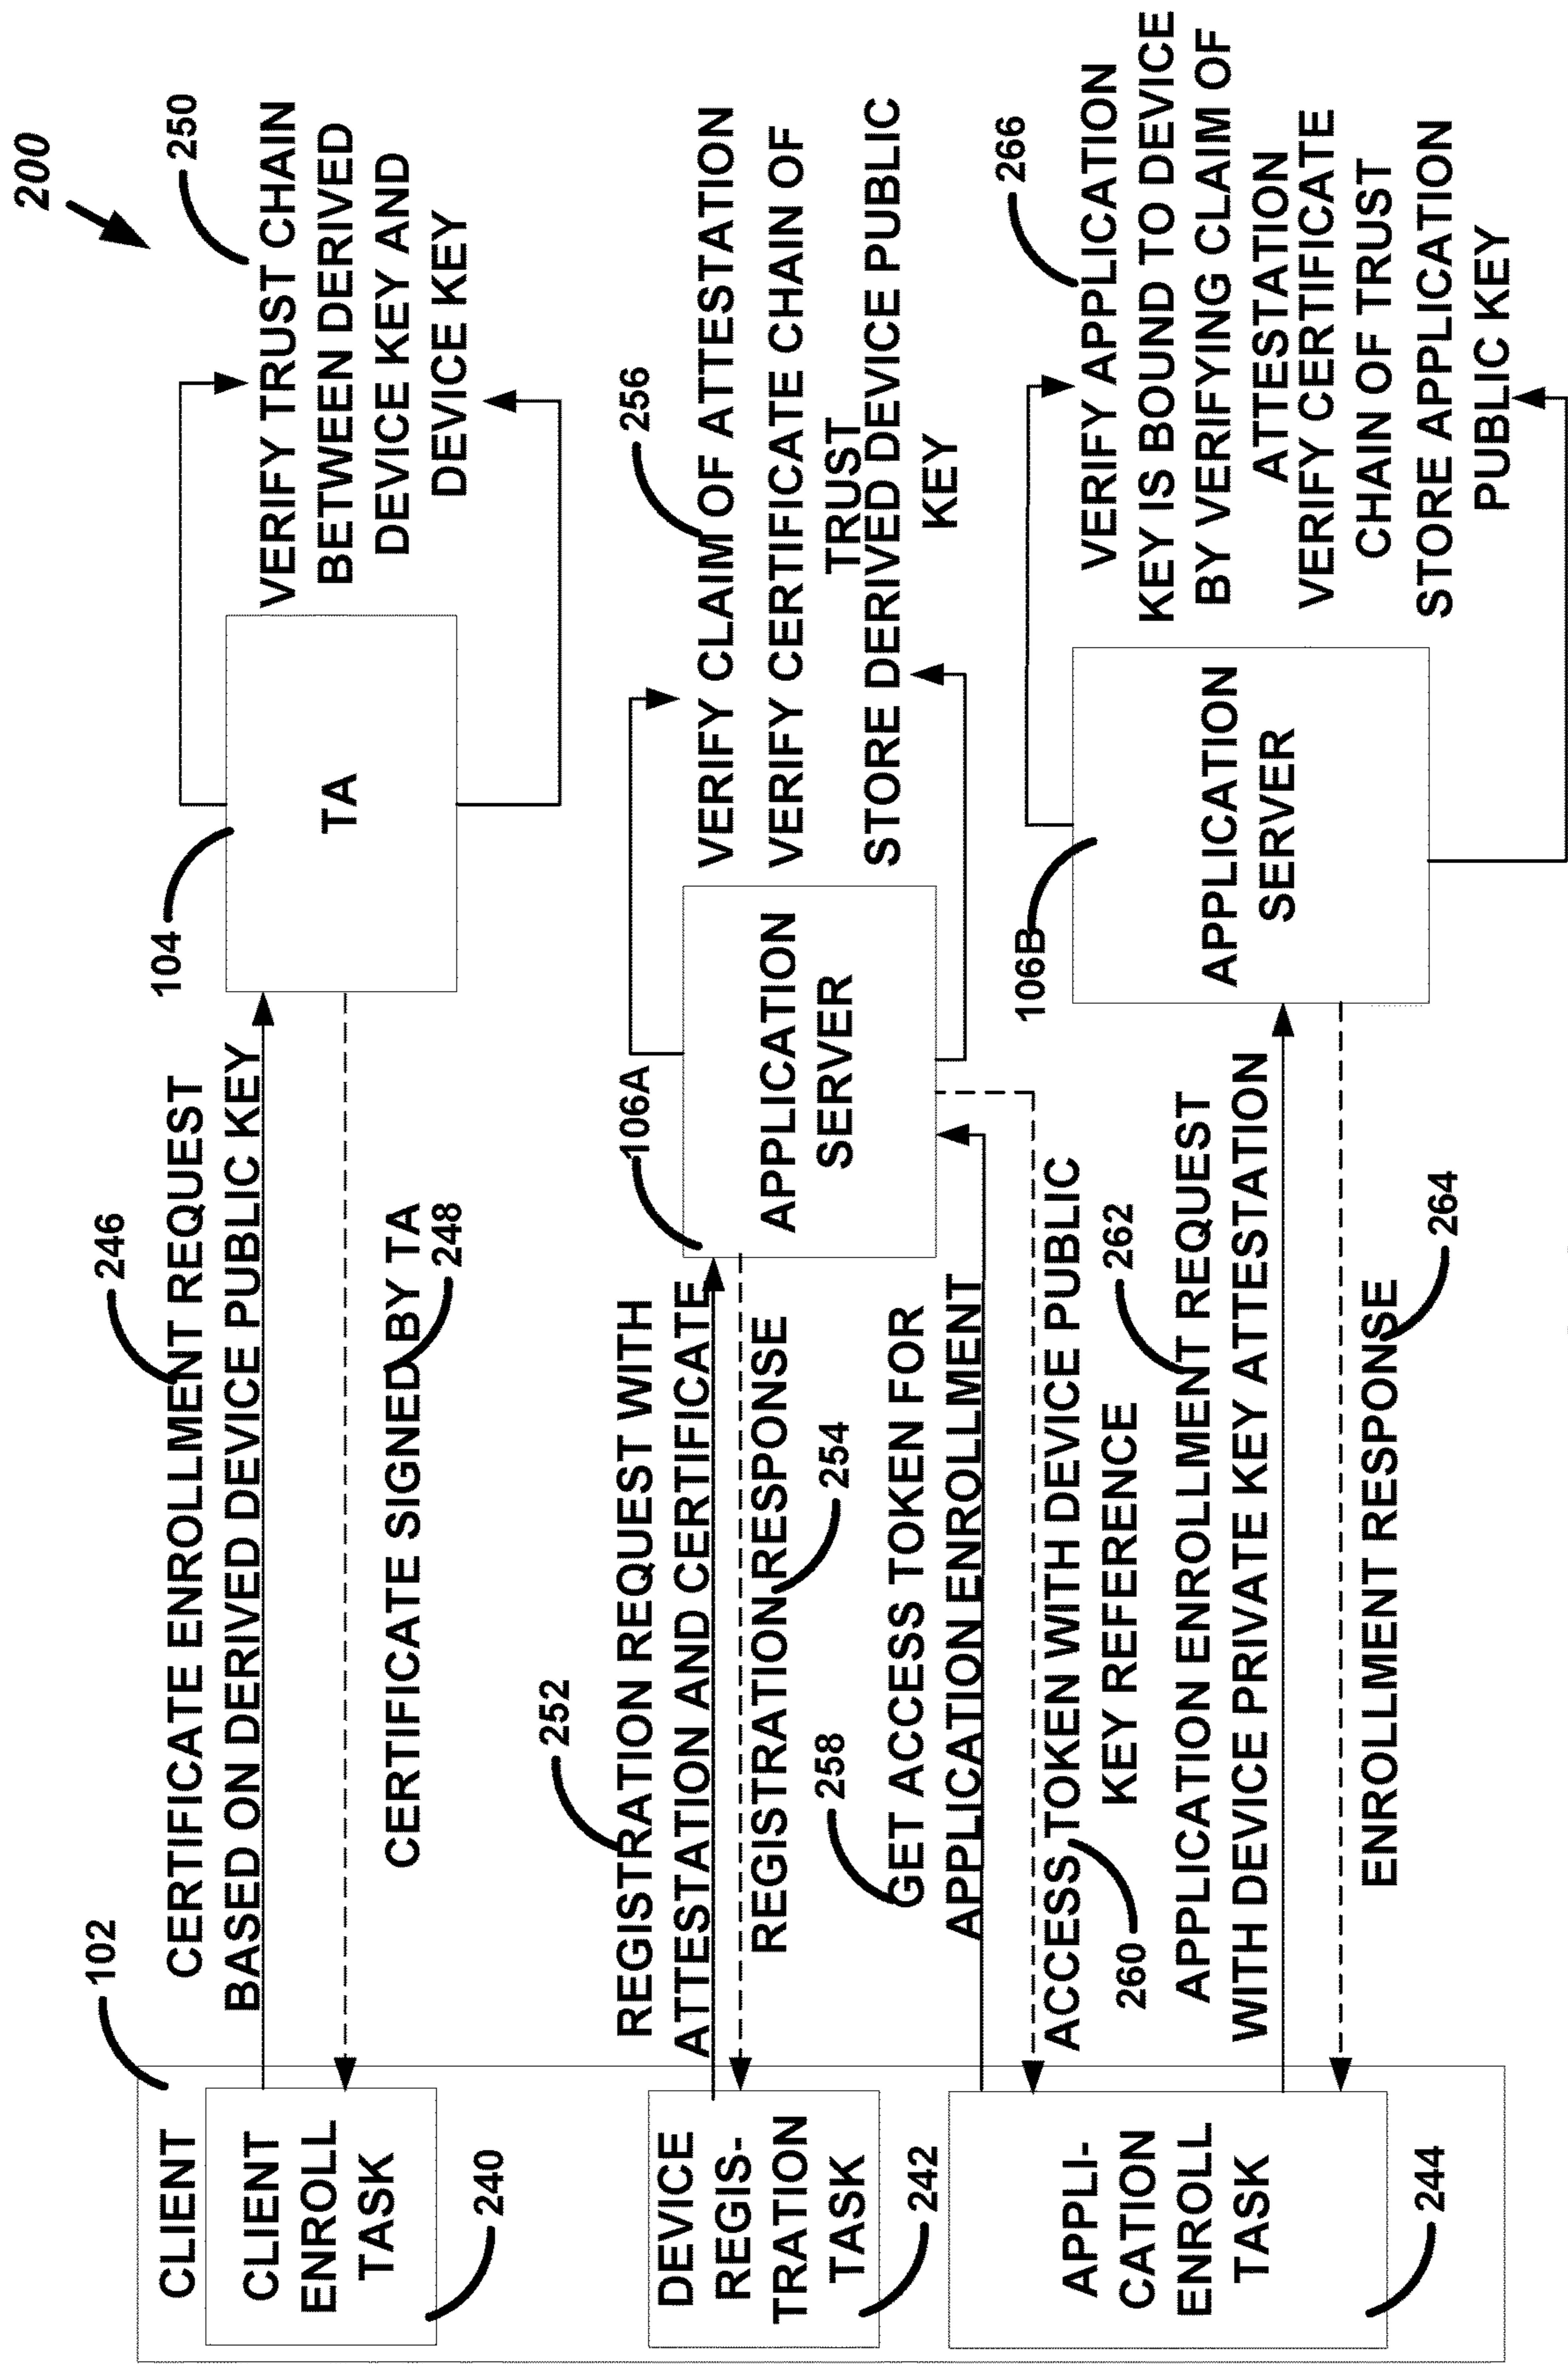 200
CLIENT
102
CLIENT
ENROLL
TASK
240
CERTIFICATE ENROLLMENT REQUEST
BASED ON DERIVED DEVICE PUBLIC KEY
246
CERTIFICATE SIGNED BY TA
248
TA
104
VERIFY TRUST CHAIN
BETWEEN DERIVED
DEVICE KEY AND
DEVICE KEY
250
DEVICE
REGIS-
TRATION
TASK
242
252
REGISTRATION REQUEST WITH
ATTESTATION AND CERTIFICATE
REGISTRATION RESPONSE
254
106A
APPLICATION
SERVER
256
VERIFY CLAIM OF ATTESTATION
VERIFY CERTIFICATE CHAIN OF
TRUST
STORE DERIVED DEVICE PUBLIC
KEY
258
GET ACCESS TOKEN FOR
APPLICATION ENROLLMENT
ACCESS TOKEN WITH DEVICE PUBLIC
KEY REFERENCE
260
APPLI-
CATION
ENROLL
TASK
244
262
APPLICATION ENROLLMENT REQUEST
WITH DEVICE PRIVATE KEY ATTESTATION
ENROLLMENT RESPONSE
264
106B
APPLICATION
SERVER
266
VERIFY APPLICATION
KEY IS BOUND TO DEVICE
BY VERIFYING CLAIM OF
ATTESTATION
VERIFY CERTIFICATE
CHAIN OF TRUST
STORE APPLICATION
PUBLIC KEY